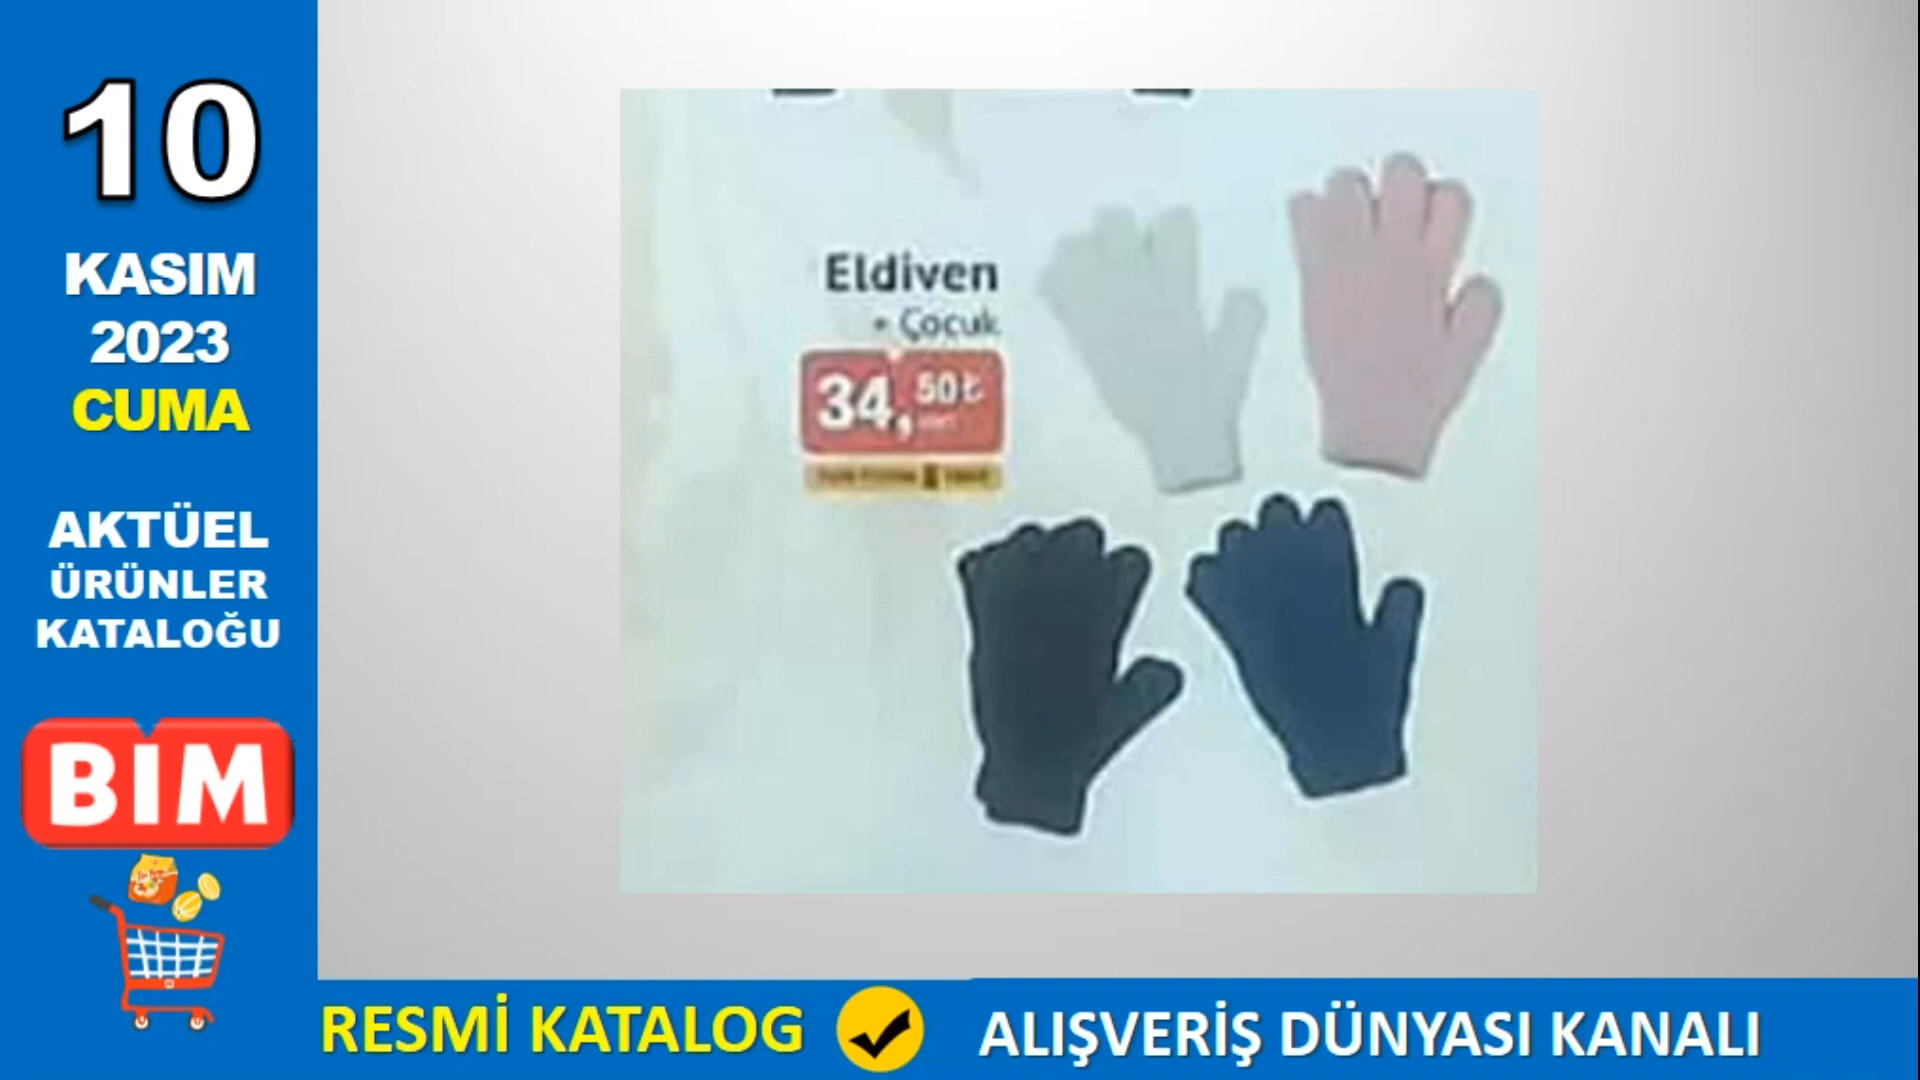 10
KASIM
2023
CUMA
AKTÜEL
ÜRÜNLER
KATALOĞU
BIM
Eldiven
• Çocuk
34,50₺
RESMİ KATALOG
ALIŞVERİŞ DÜNYASI KANALI